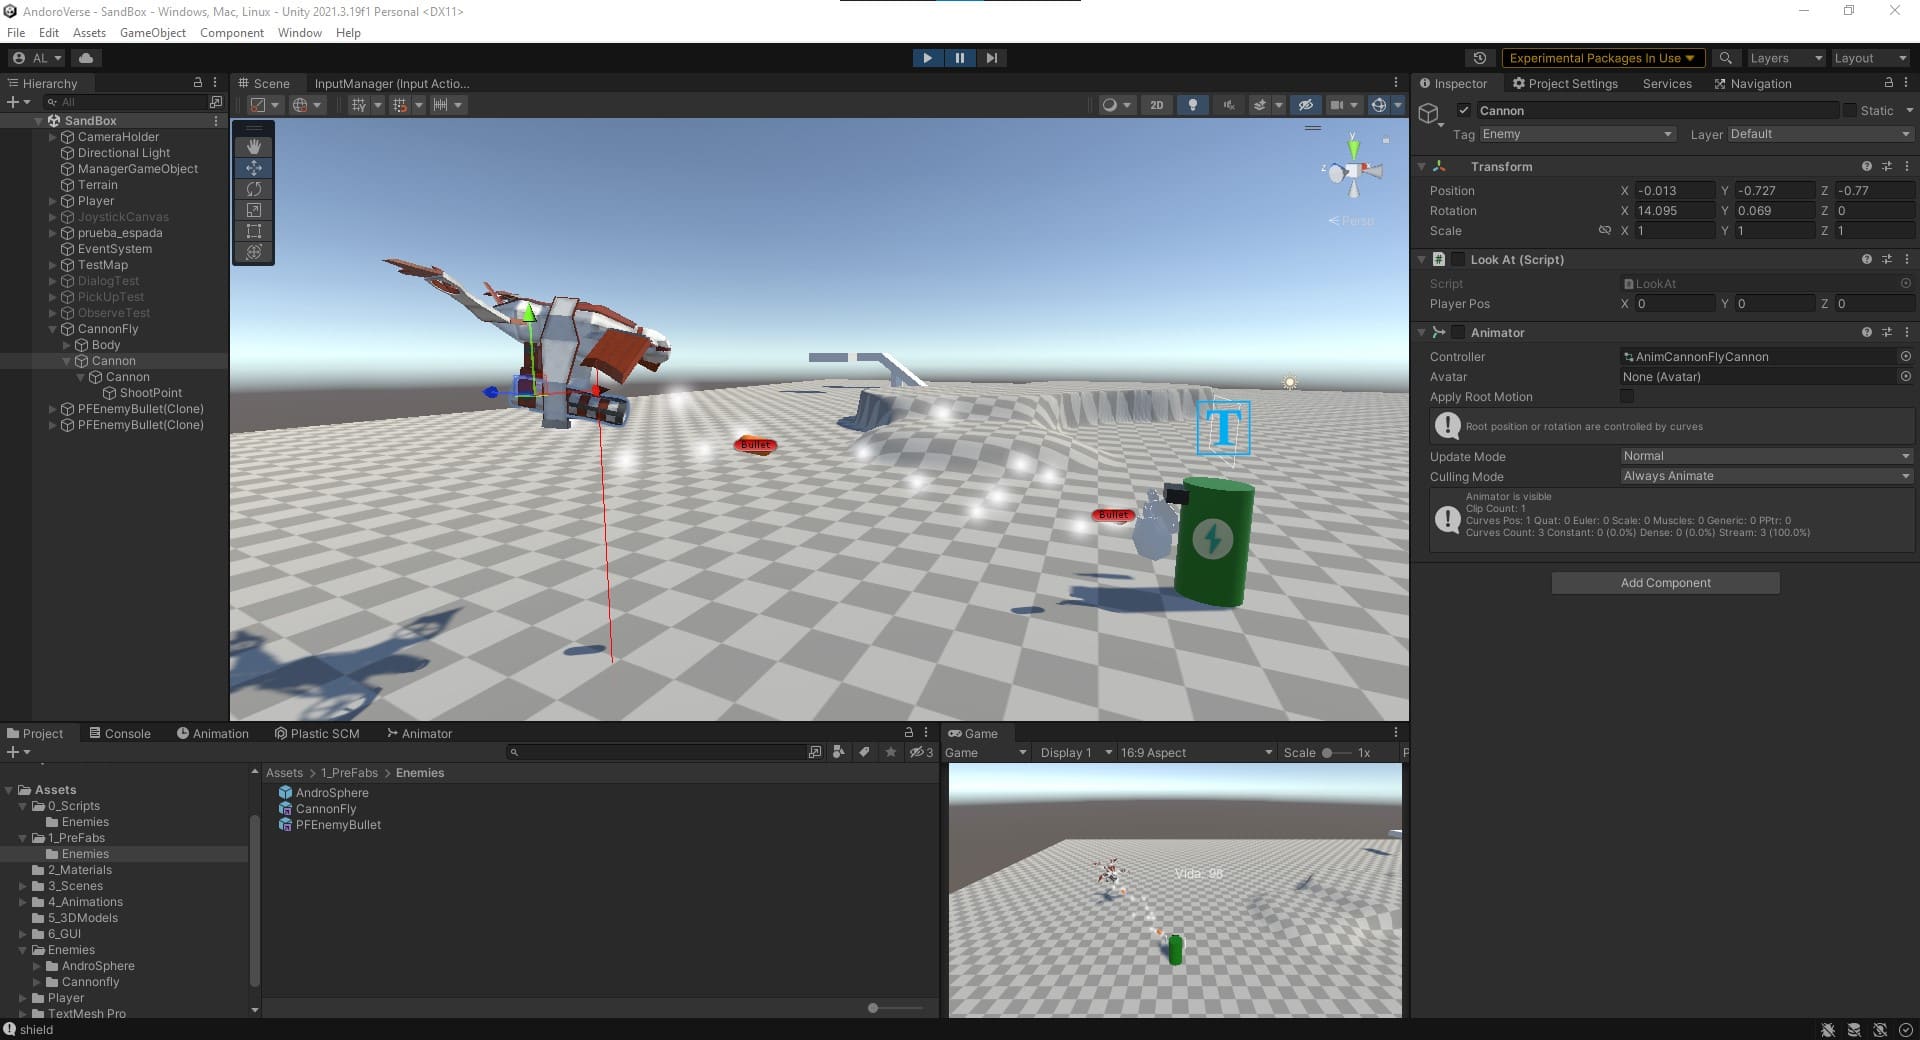 AndoroVerse - SandBox - Windows, Mac, Linux - Unity 2021.3.19f1 Personal <DX11>
File Edit Assets GameObject Component Window Help
AL
Experimental Packages In Use
Layers
Layout
Hierarchy
All
SandBox
CameraHolder
Directional Light
ManagerGameObject
Terrain
Player
JoystickCanvas
prueba_espada
EventSystem
TestMap
DialogTest
PickUpTest
ObserveTest
CannonFly
Body
Cannon
Cannon
ShootPoint
PFEnemyBullet(Clone)
PFEnemyBullet(Clone)
Scene
InputManager (Input Actio...
2D
y
z
Persp
Bullet
T
Bullet
Inspector
Project Settings
Services
Navigation
Cannon
Static
Tag Enemy
Layer Default
Transform
Position X -0.013 Y -0.727 Z -0.77
Rotation X 14.095 Y 0.069 Z 0
Scale X 1 Y 1 Z 1
Look At (Script)
Script LookAt
Player Pos X 0 Y 0 Z 0
Animator
Controller AnimCannonFlyCannon
Avatar None (Avatar)
Apply Root Motion
Root position or rotation are controlled by curves
Update Mode Normal
Culling Mode Always Animate
Animator is visible
Clip Count: 1
Curves Pos: 1 Quat: 0 Euler: 0 Scale: 0 Muscles: 0 Generic: 0 PPtr: 0
Curves Count: 3 Constant: 0 (0.0%) Dense: 0 (0.0%) Stream: 3 (100.0%)
Add Component
Project
Console
Animation
Plastic SCM
Animator
3
Assets
0_Scripts
Enemies
1_PreFabs
Enemies
2_Materials
3_Scenes
4_Animations
5_3DModels
6_GUI
Enemies
AndroSphere
Cannonfly
Player
TextMesh Pro
Assets > 1_PreFabs > Enemies
AndroSphere
CannonFly
PFEnemyBullet
Game
Game
Display 1
16:9 Aspect
Scale 1x
P
Vida: 98
shield